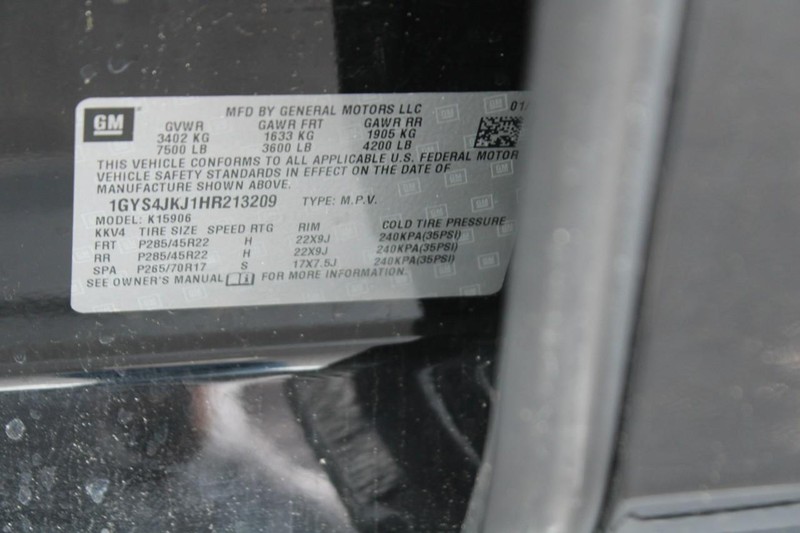 GM
MFD BY GENERAL MOTORS LLC 01/
GVWR GAWR FRT GAWR RR
3402 KG 1633 KG 1905 KG
7500 LB 3600 LB 4200 LB
THIS VEHICLE CONFORMS TO ALL APPLICABLE U.S. FEDERAL MOTOR
VEHICLE SAFETY STANDARDS IN EFFECT ON THE DATE OF
MANUFACTURE SHOWN ABOVE.
1GYS4JKJ1HR213209 TYPE: M.P.V.
MODEL: K15906
KKV4 TIRE SIZE SPEED RTG RIM COLD TIRE PRESSURE
FRT P285/45R22 H 22X9J 240KPA(35PSI)
RR P285/45R22 H 22X9J 240KPA(35PSI)
SPA P265/70R17 S 17X7.5J 240KPA(35PSI)
SEE OWNER'S MANUAL FOR MORE INFORMATION.